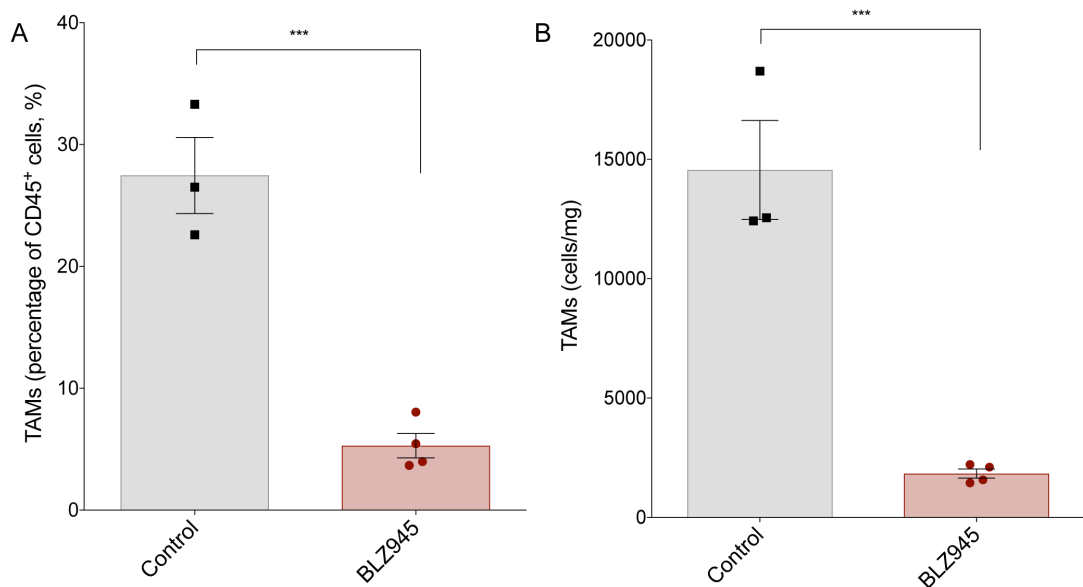 A
TAMs (percentage of CD45⁺ cells, %)
40
30
20
10
0
***
Control
BLZ945
B
TAMs (cells/mg)
20000
15000
10000
5000
0
***
Control
BLZ945